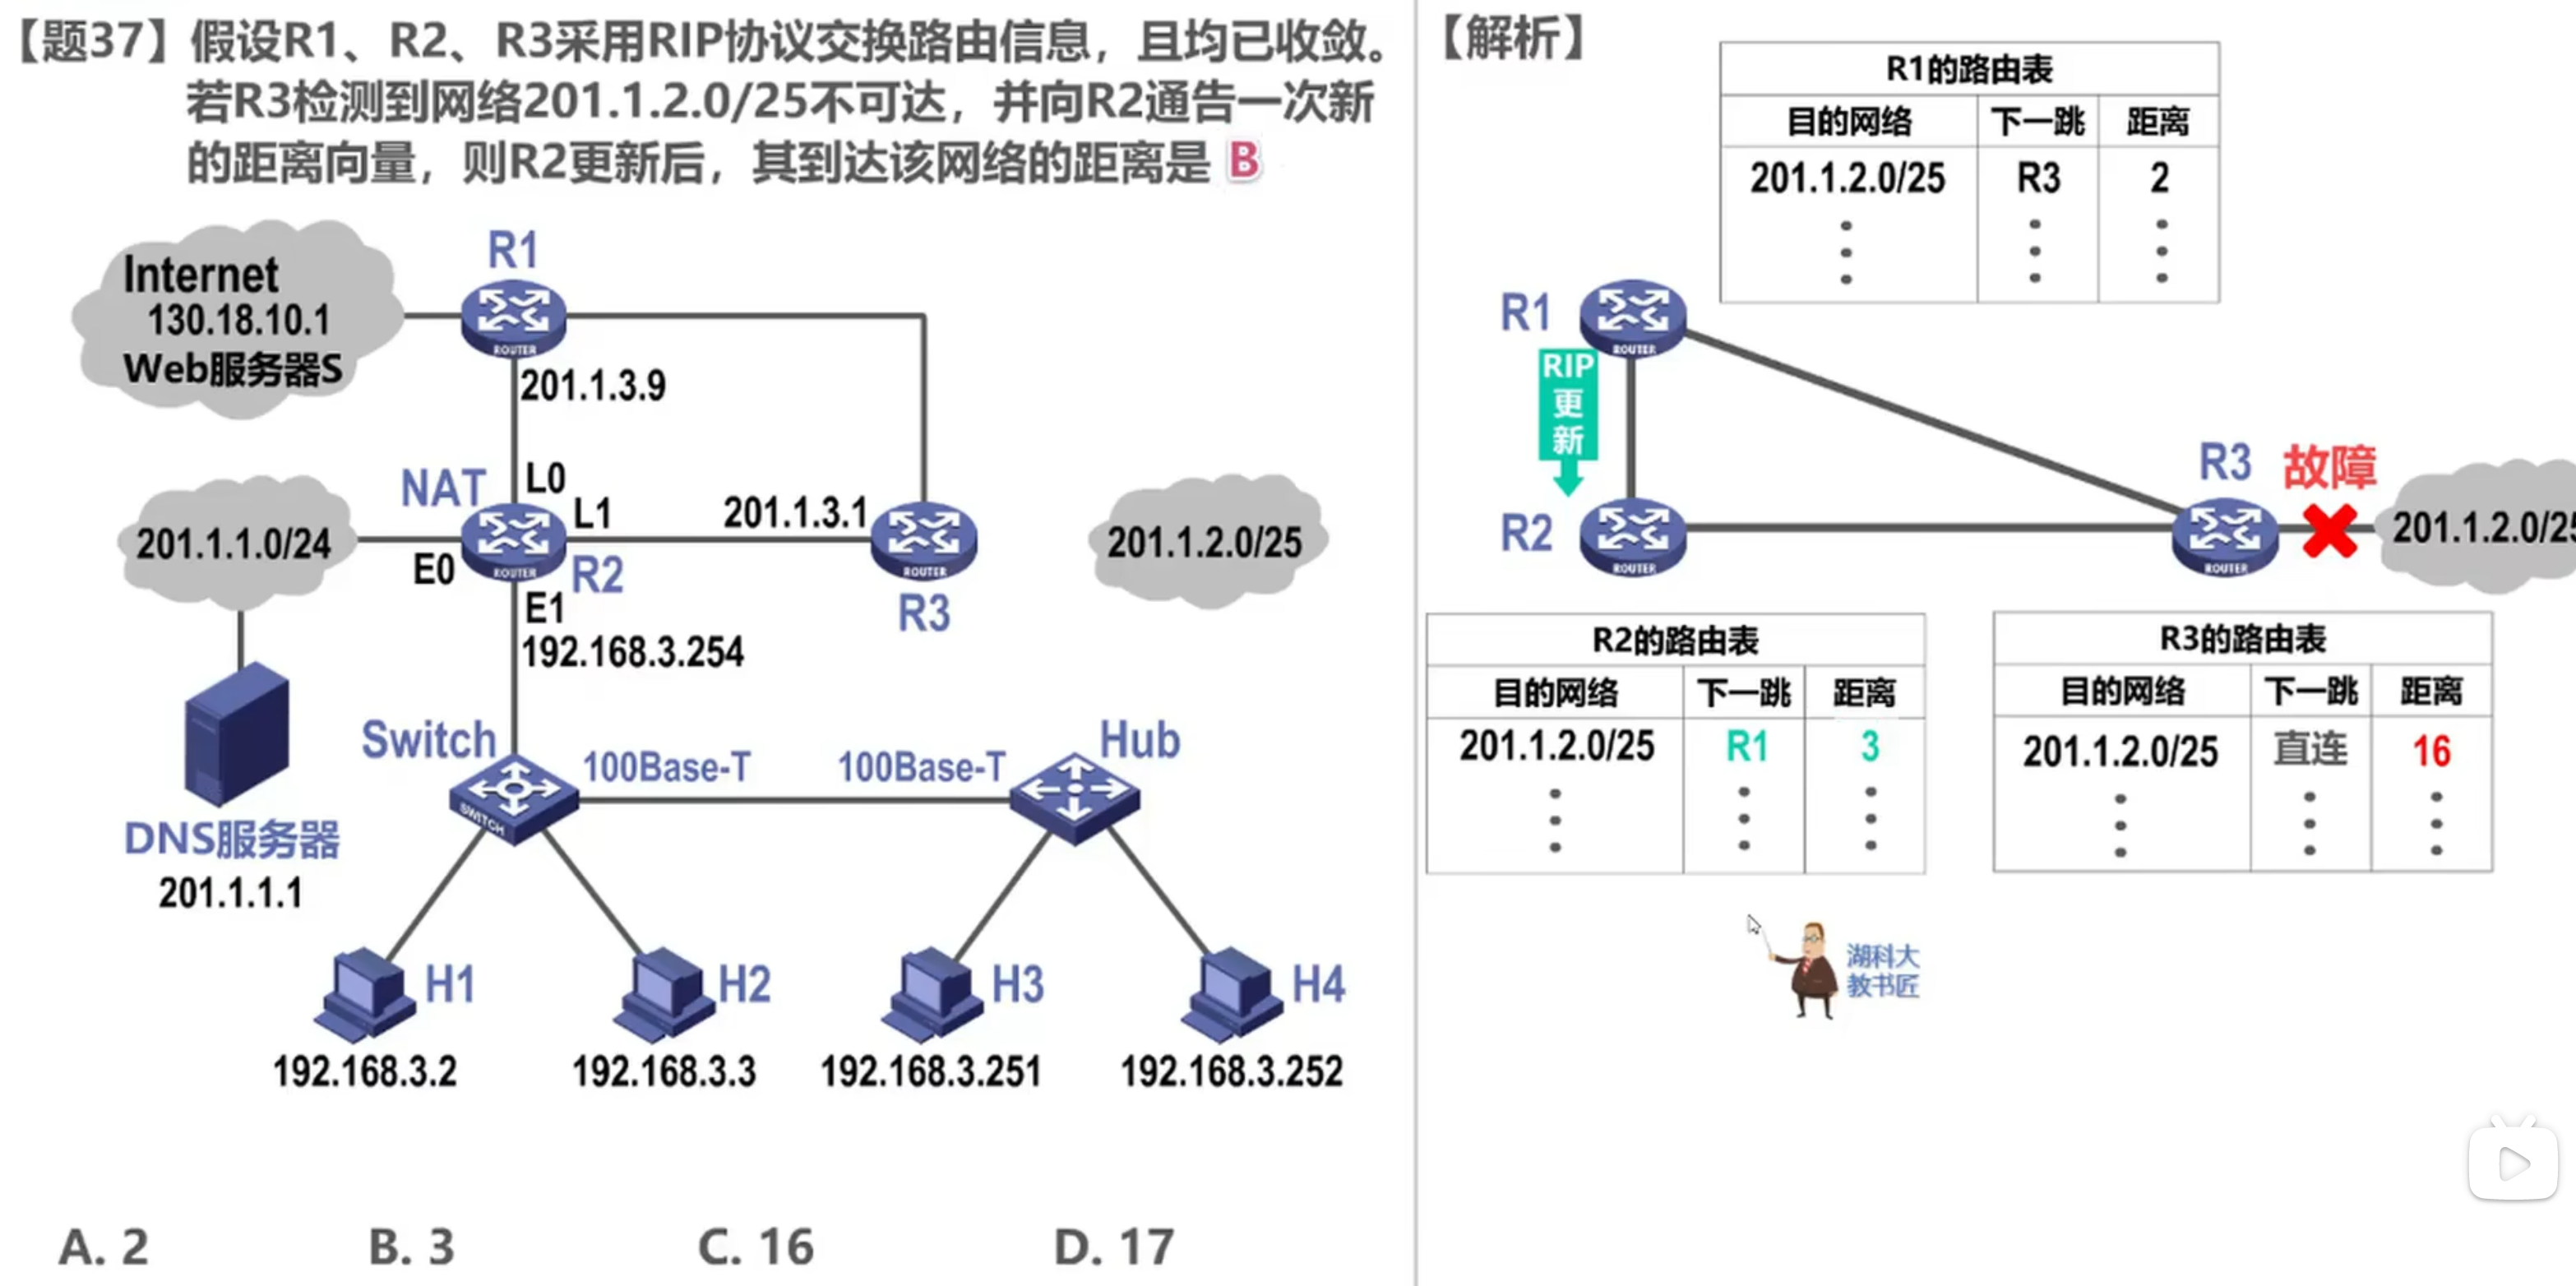 【题37】假设R1、R2、R3采用RIP协议交换路由信息，且均已收敛。
若R3检测到网络201.1.2.0/25不可达，并向R2通告一次新
的距离向量，则R2更新后，其到达该网络的距离是 B
R1
Internet
130.18.10.1
Web服务器S
ROUTER
201.1.3.9
NAT
L0
L1
201.1.3.1
201.1.1.0/24
201.1.2.0/25
E0
ROUTER
R2
ROUTER
R3
E1
192.168.3.254
Switch
100Base-T
100Base-T
Hub
SWITCH
DNS服务器
201.1.1.1
H1
H2
H3
H4
192.168.3.2
192.168.3.3
192.168.3.251
192.168.3.252
A. 2
B. 3
C. 16
D. 17
【解析】
R1的路由表
目的网络 下一跳 距离
201.1.2.0/25 R3 2
R1
ROUTER
RIP
更
新
R3
故障
R2
ROUTER
ROUTER
201.1.2.0/25
R2的路由表
目的网络 下一跳 距离
201.1.2.0/25 R1 3
R3的路由表
目的网络 下一跳 距离
201.1.2.0/25 直连 16
湖科大
教书匠